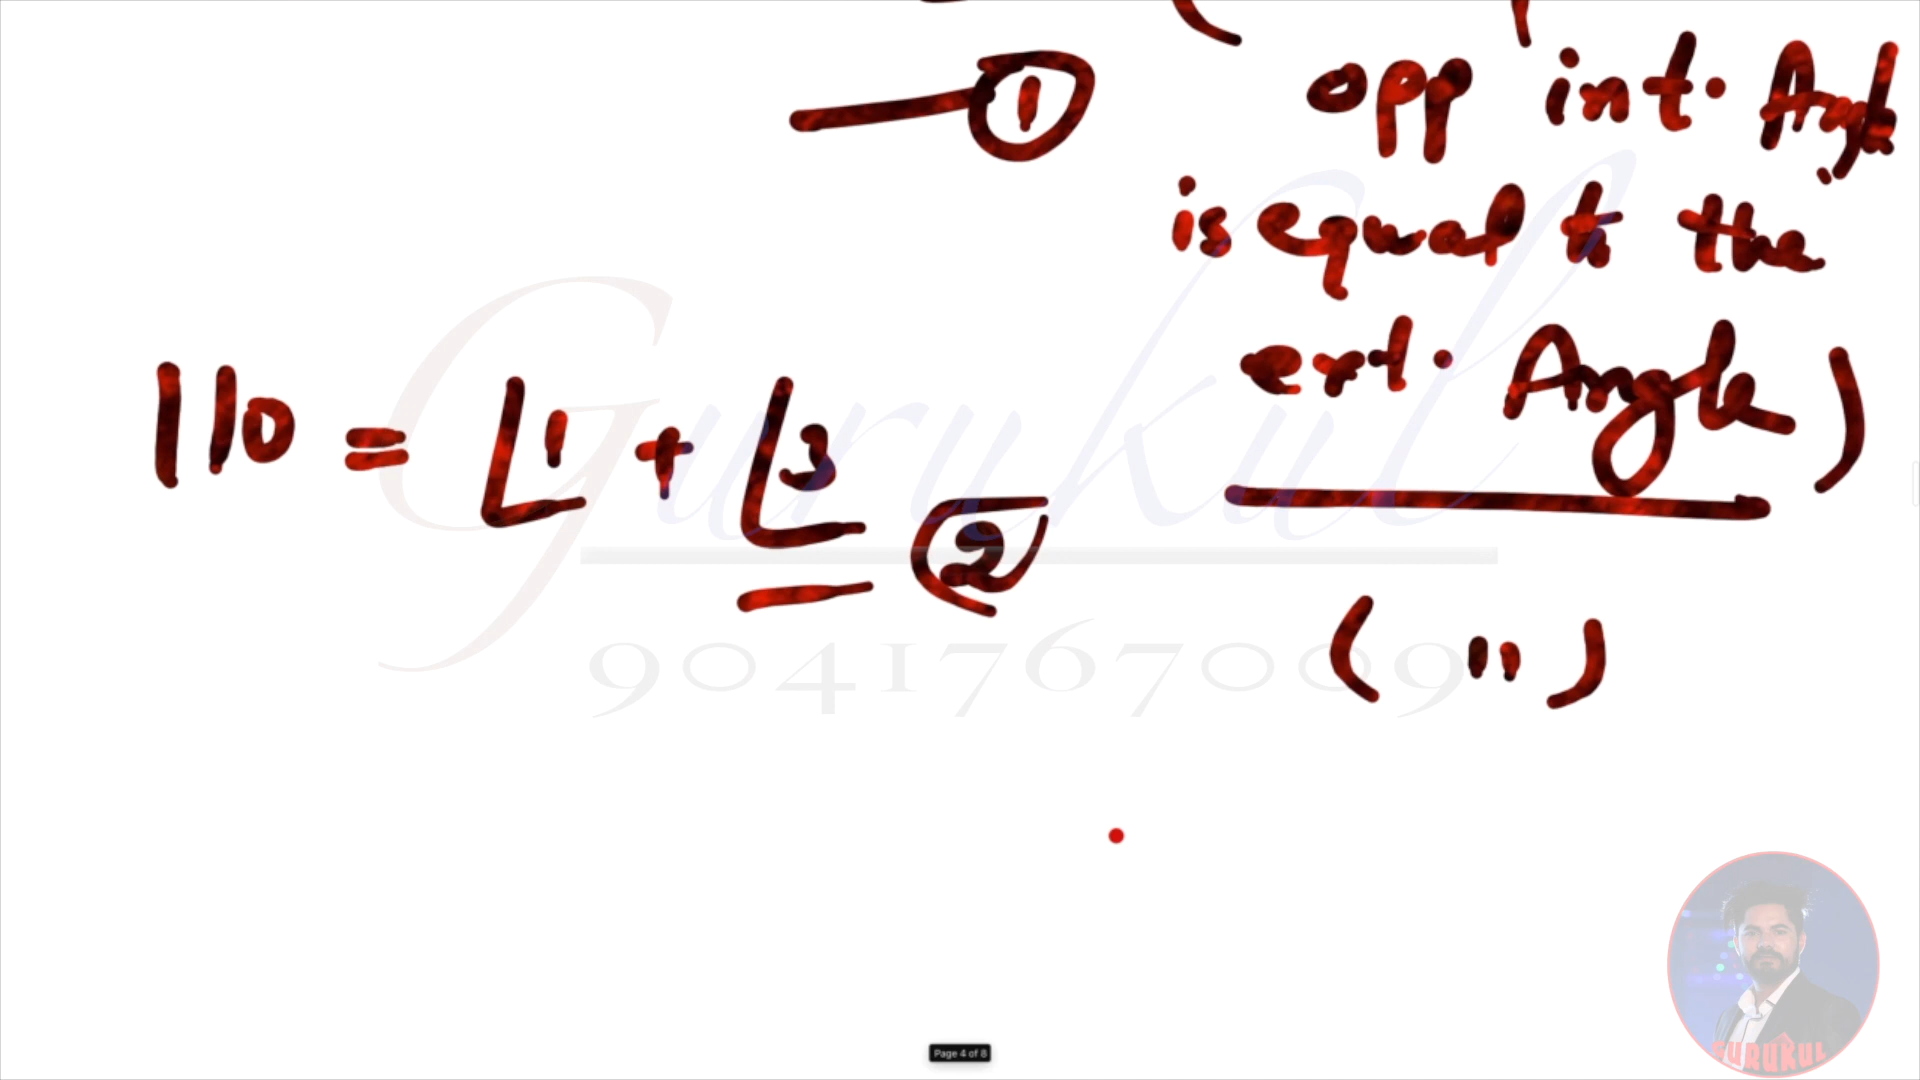 ①
opp int. Angle
is equal to the
ext. Angle )
110 = ∠1 + ∠3
②
( " )
Gurukul
9041767009
GURUKUL
Page 4 of 8